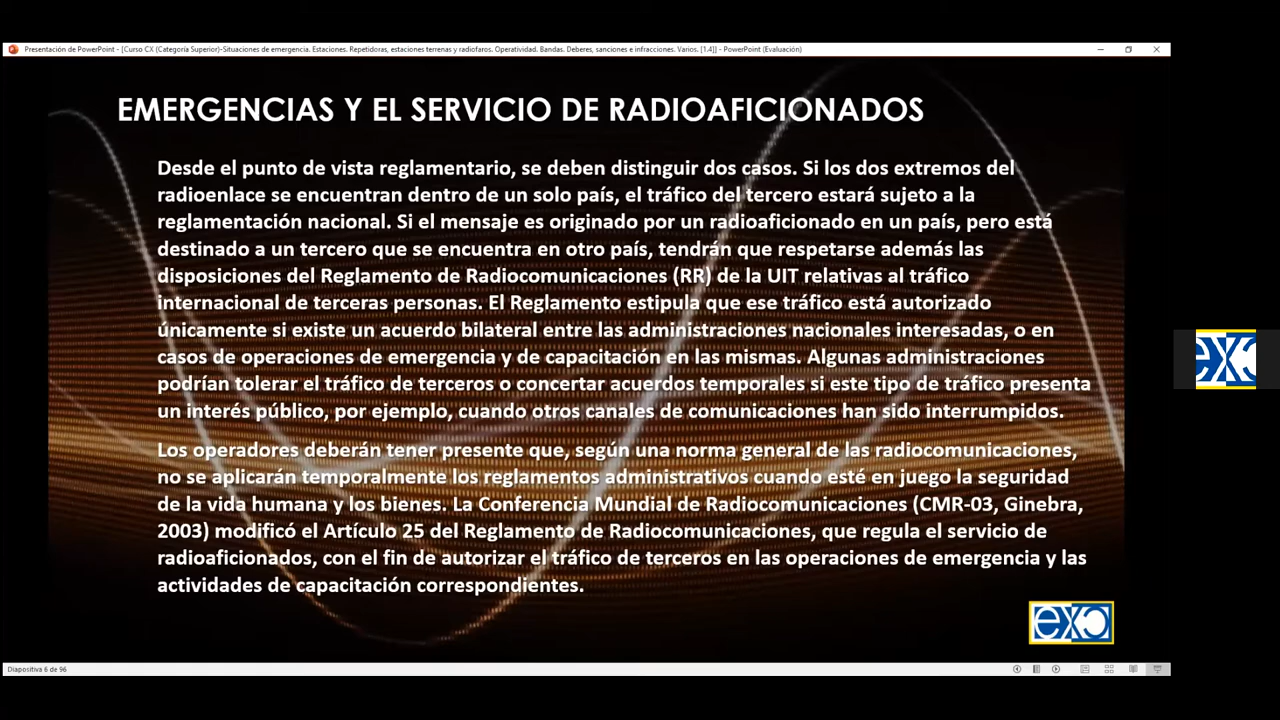 Presentación de PowerPoint - [Curso CX (Categoría Superior)-Situaciones de emergencia. Estaciones. Repetidoras, estaciones terrenas y radiofaros. Operatividad. Bandas. Deberes, sanciones e infracciones. Varios. [1.4]] - PowerPoint (Evaluación)
EMERGENCIAS Y EL SERVICIO DE RADIOAFICIONADOS
Desde el punto de vista reglamentario, se deben distinguir dos casos. Si los dos extremos del
radioenlace se encuentran dentro de un solo país, el tráfico del tercero estará sujeto a la
reglamentación nacional. Si el mensaje es originado por un radioaficionado en un país, pero está
destinado a un tercero que se encuentra en otro país, tendrán que respetarse además las
disposiciones del Reglamento de Radiocomunicaciones (RR) de la UIT relativas al tráfico
internacional de terceras personas. El Reglamento estipula que ese tráfico está autorizado
únicamente si existe un acuerdo bilateral entre las administraciones nacionales interesadas, o en
casos de operaciones de emergencia y de capacitación en las mismas. Algunas administraciones
podrían tolerar el tráfico de terceros o concertar acuerdos temporales si este tipo de tráfico presenta
un interés público, por ejemplo, cuando otros canales de comunicaciones han sido interrumpidos.
Los operadores deberán tener presente que, según una norma general de las radiocomunicaciones,
no se aplicarán temporalmente los reglamentos administrativos cuando esté en juego la seguridad
de la vida humana y los bienes. La Conferencia Mundial de Radiocomunicaciones (CMR-03, Ginebra,
2003) modificó el Artículo 25 del Reglamento de Radiocomunicaciones, que regula el servicio de
radioaficionados, con el fin de autorizar el tráfico de terceros en las operaciones de emergencia y las
actividades de capacitación correspondientes.
exc
exc
Diapositiva 6 de 96